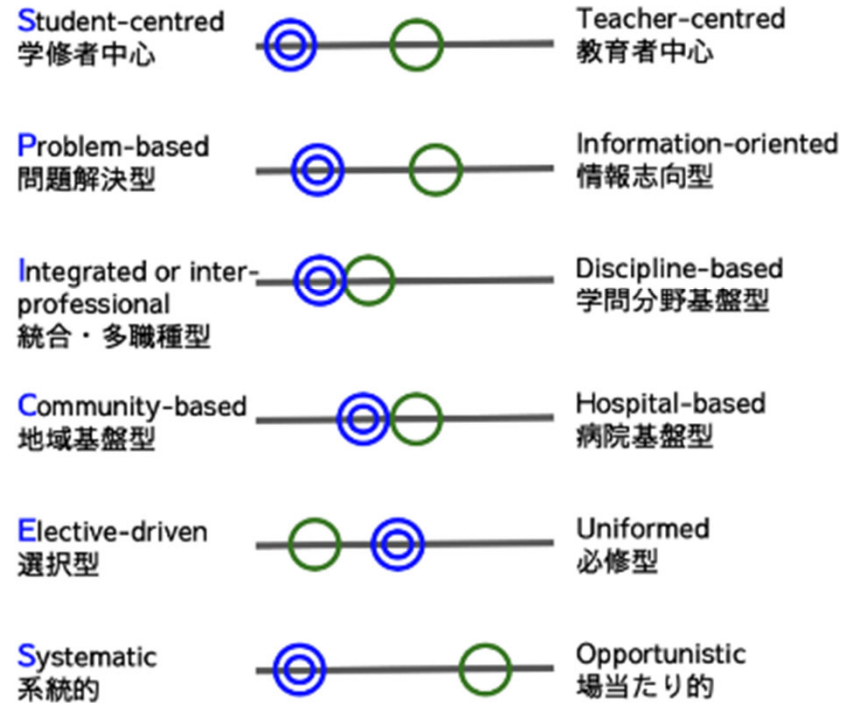 Student-centred
学修者中心
Teacher-centred
教育者中心
Problem-based
問題解決型
Information-oriented
情報志向型
Integrated or inter-
professional
統合・多職種型
Discipline-based
学問分野基盤型
Community-based
地域基盤型
Hospital-based
病院基盤型
Elective-driven
選択型
Uniformed
必修型
Systematic
系統的
Opportunistic
場当たり的